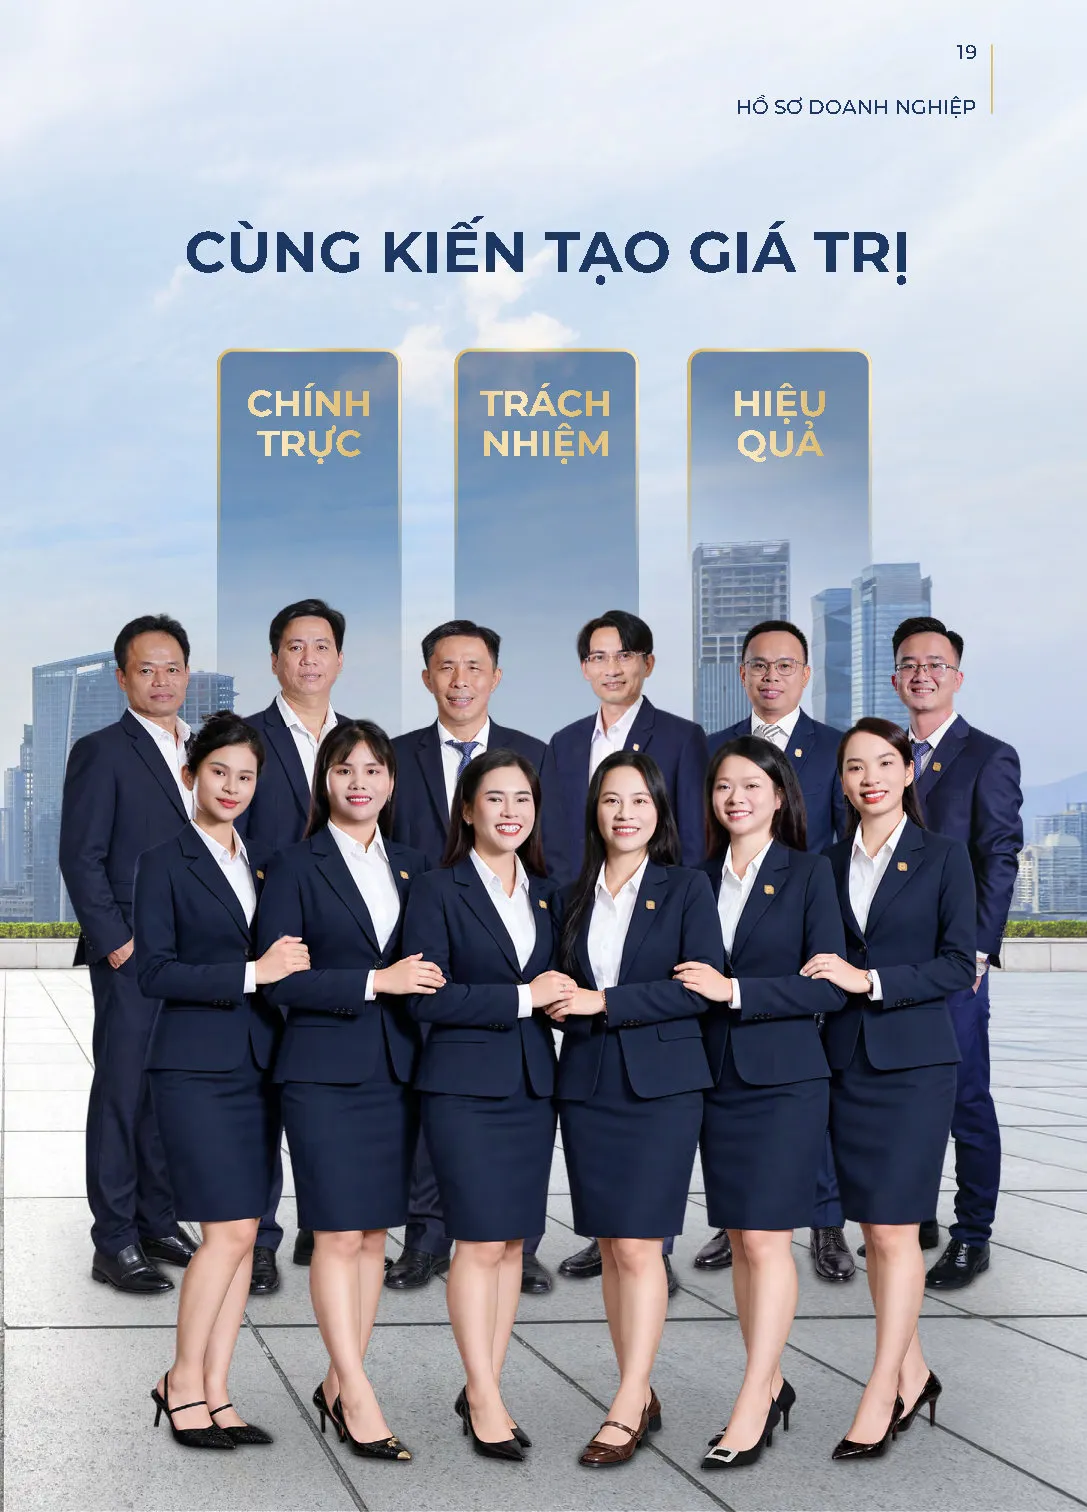 19
HỒ SƠ DOANH NGHIỆP
CÙNG KIẾN TẠO GIÁ TRỊ
CHÍNH
TRỰC
TRÁCH
NHIỆM
HIỆU
QUẢ